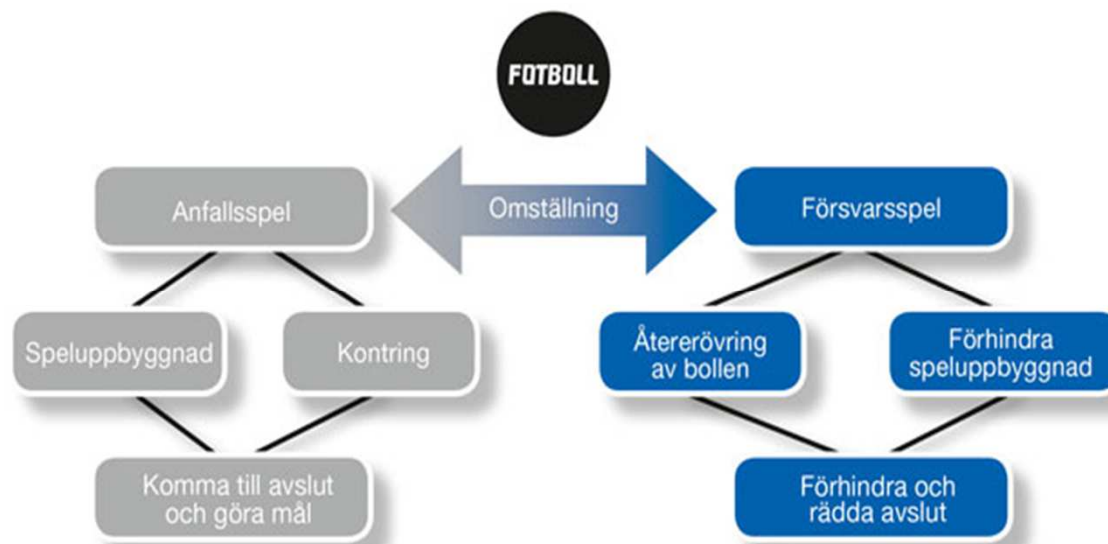 FOTBOLL
Anfallsspel
Omställning
Försvarsspel
Speluppbyggnad
Kontring
Återerövring
av bollen
Förhindra
speluppbyggnad
Komma till avslut
och göra mål
Förhindra och
rädda avslut